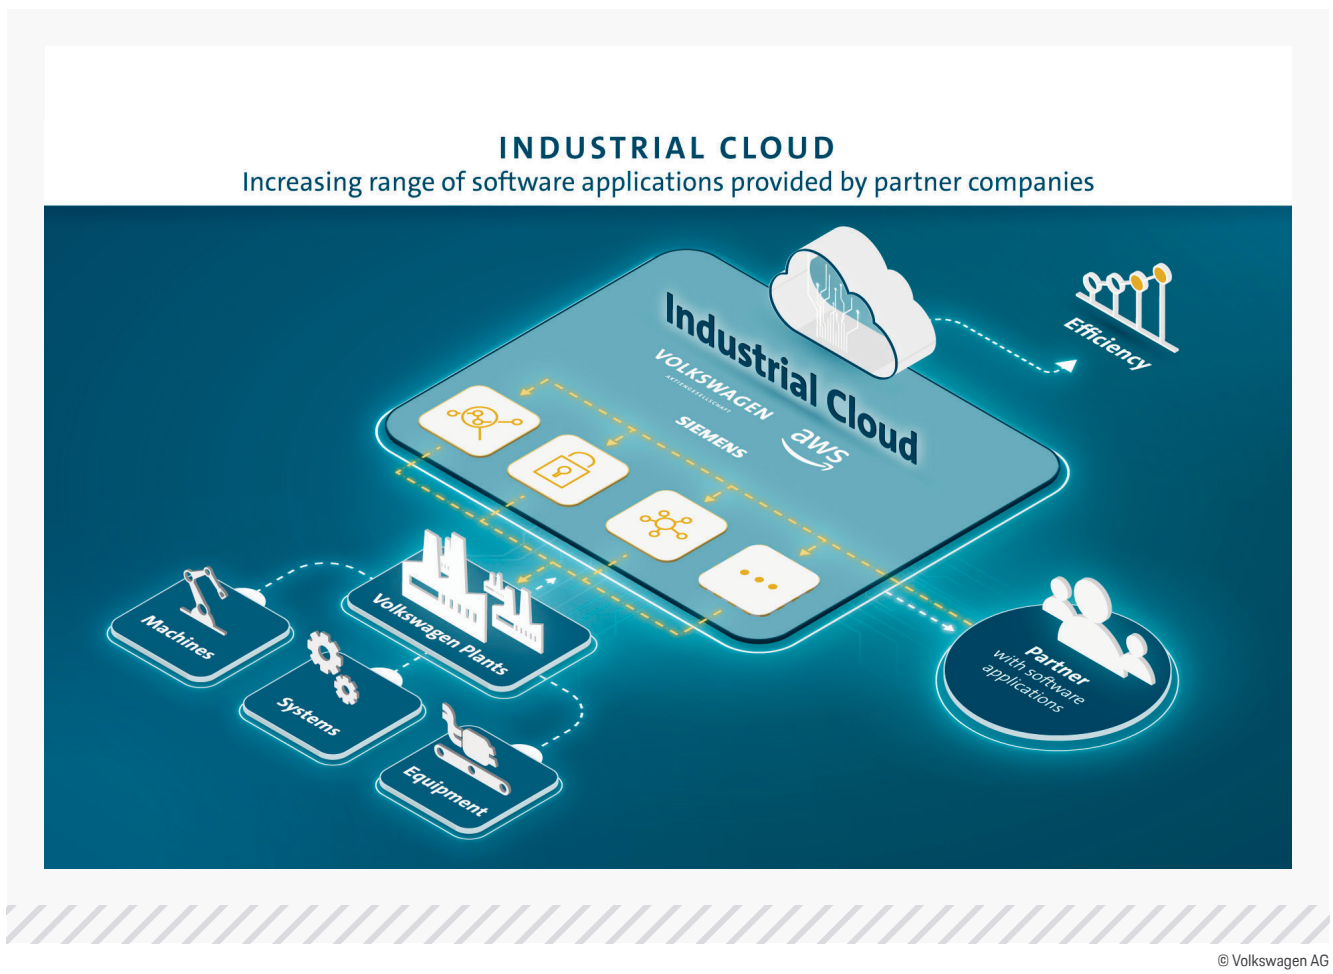 INDUSTRIAL CLOUD
Increasing range of software applications provided by partner companies
Industrial Cloud
VOLKSWAGEN
AKTIENGESELLSCHAFT
SIEMENS
aws
Efficiency
Volkswagen Plants
Machines
Systems
Equipment
Partner
with software
applications
© Volkswagen AG